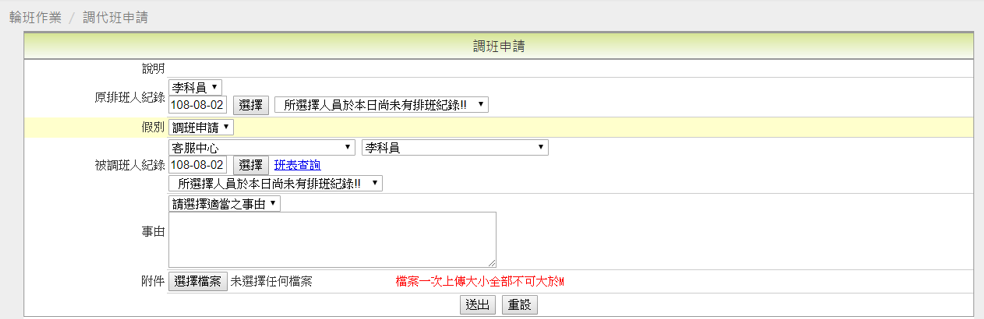 輪班作業 / 調代班申請
調班申請
說明
原排班人紀錄
李科員
108-08-02 選擇 所選擇人員於本日尚未有排班紀錄!!
假別 調班申請
被調班人紀錄
客服中心 李科員
108-08-02 選擇 班表查詢
所選擇人員於本日尚未有排班紀錄!!
事由
請選擇適當之事由
附件 選擇檔案 未選擇任何檔案 檔案一次上傳大小全部不可大於M
送出 重設